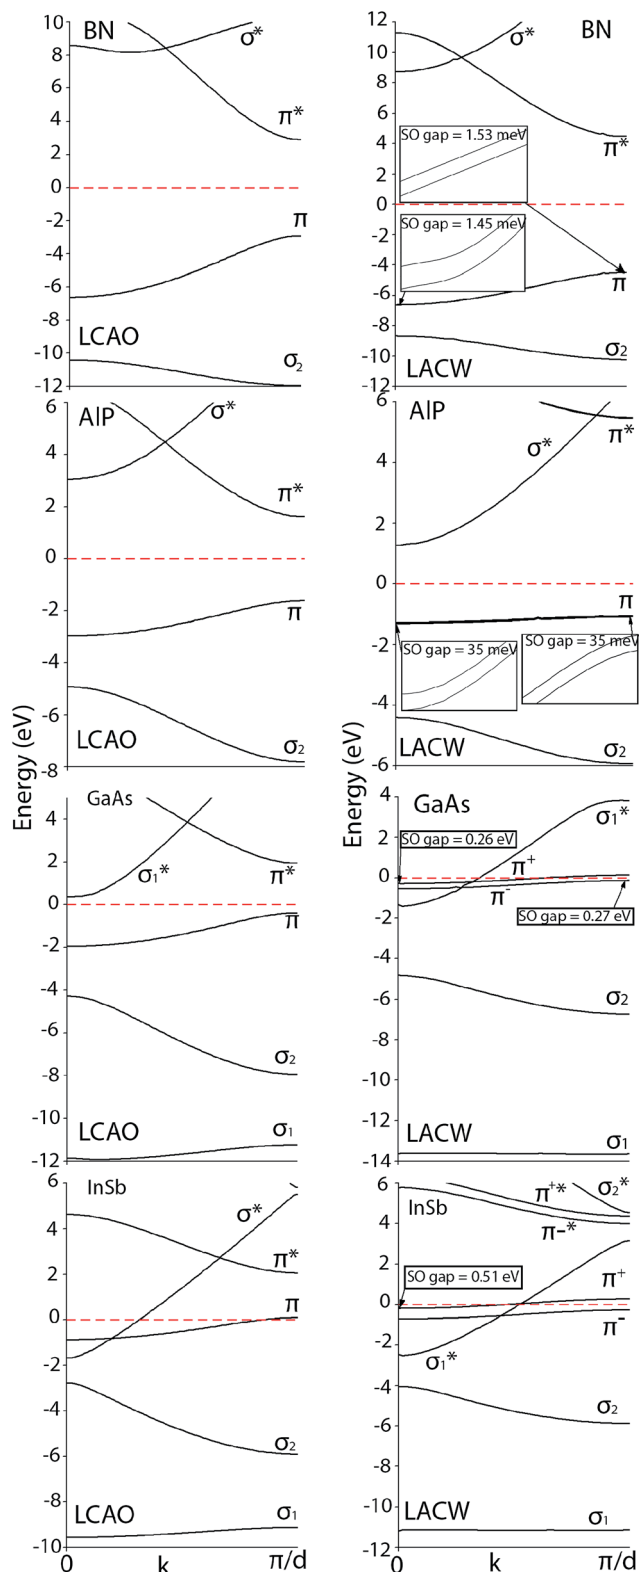 BN
10
8
6
4
2
0
-2
-4
-6
-8
-10
-12
σ*
π*
π
LCAO
σ2
BN
12
10
8
6
4
2
0
-2
-4
-6
-8
-10
-12
σ*
π*
SO gap = 1.53 meV
SO gap = 1.45 meV
π
σ2
LACW
AlP
6
4
2
0
-2
-4
-6
-8
σ*
π*
π
LCAO
σ2
AlP
6
4
2
0
-2
-4
-6
π*
σ*
π
SO gap = 35 meV
SO gap = 35 meV
LACW
σ2
Energy (eV)
Energy (eV)
GaAs
4
2
0
-2
-4
-6
-8
-10
-12
σ1*
π*
π
σ2
LCAO
σ1
GaAs
4
2
0
-2
-4
-6
-8
-10
-12
-14
σ1*
SO gap = 0.26 eV
π+
π-
SO gap = 0.27 eV
σ2
LACW
σ1
InSb
6
4
2
0
-2
-4
-6
-8
-10
σ*
π*
π
σ2
LCAO
σ1
0
k
π/d
InSb
6
4
2
0
-2
-4
-6
-8
-10
-12
π+*
σ2*
π-*
SO gap = 0.51 eV
π+
π-
σ1*
σ2
LACW
σ1
0
k
π/d